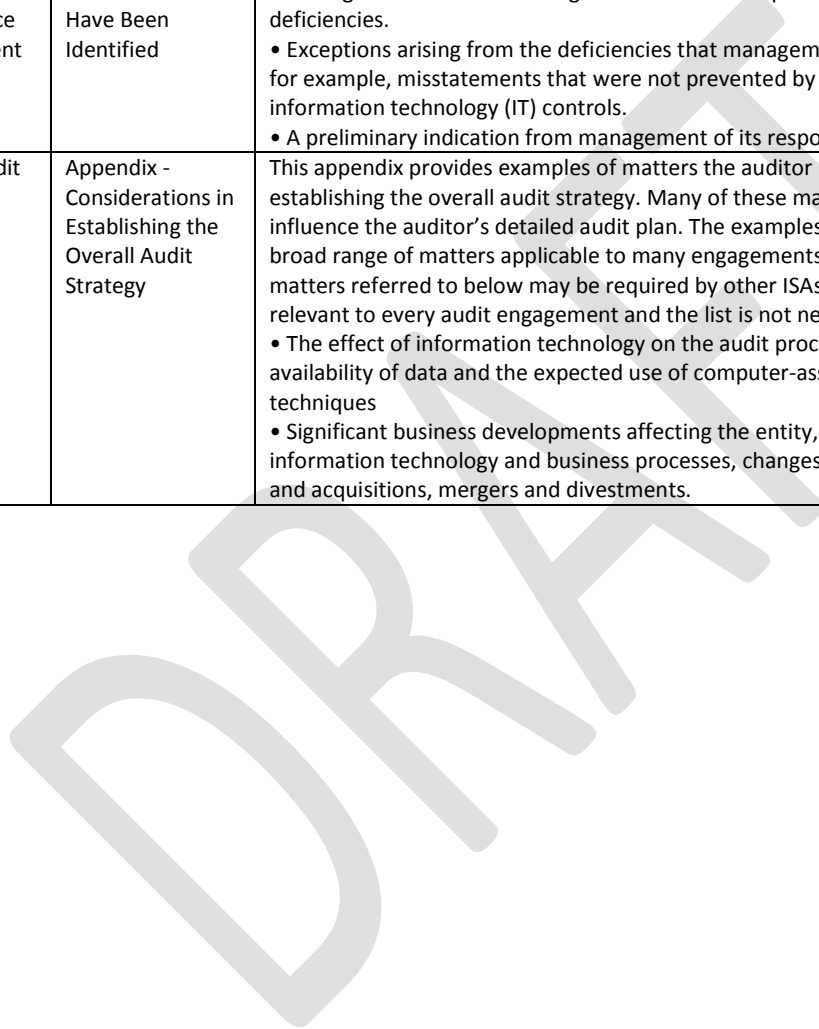 ce
ent
Have Been
Identified
deficiencies.
• Exceptions arising from the deficiencies that managem
for example, misstatements that were not prevented by
information technology (IT) controls.
• A preliminary indication from management of its respo
dit
Appendix -
Considerations in
Establishing the
Overall Audit
Strategy
This appendix provides examples of matters the auditor
establishing the overall audit strategy. Many of these ma
influence the auditor’s detailed audit plan. The examples
broad range of matters applicable to many engagements
matters referred to below may be required by other ISAs
relevant to every audit engagement and the list is not ne
• The effect of information technology on the audit proc
availability of data and the expected use of computer-ass
techniques
• Significant business developments affecting the entity,
information technology and business processes, changes
and acquisitions, mergers and divestments.
DRAFT